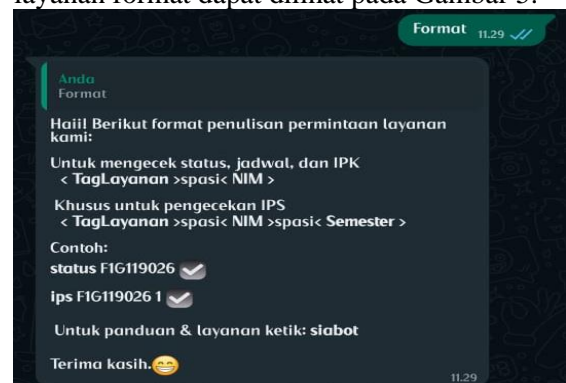 layanan format dapat dilihat pada Gambar 5.
Format 11.29
Anda
Format
Haii! Berikut format penulisan permintaan layanan
kami:
Untuk mengecek status, jadwal, dan IPK
< TagLayanan >spasi< NIM >
Khusus untuk pengecekan IPS
< TagLayanan >spasi< NIM >spasi< Semester >
Contoh:
status F1G119026 ✅
ips F1G119026 1 ✅
Untuk panduan & layanan ketik: siabot
Terima kasih.😁
11.29